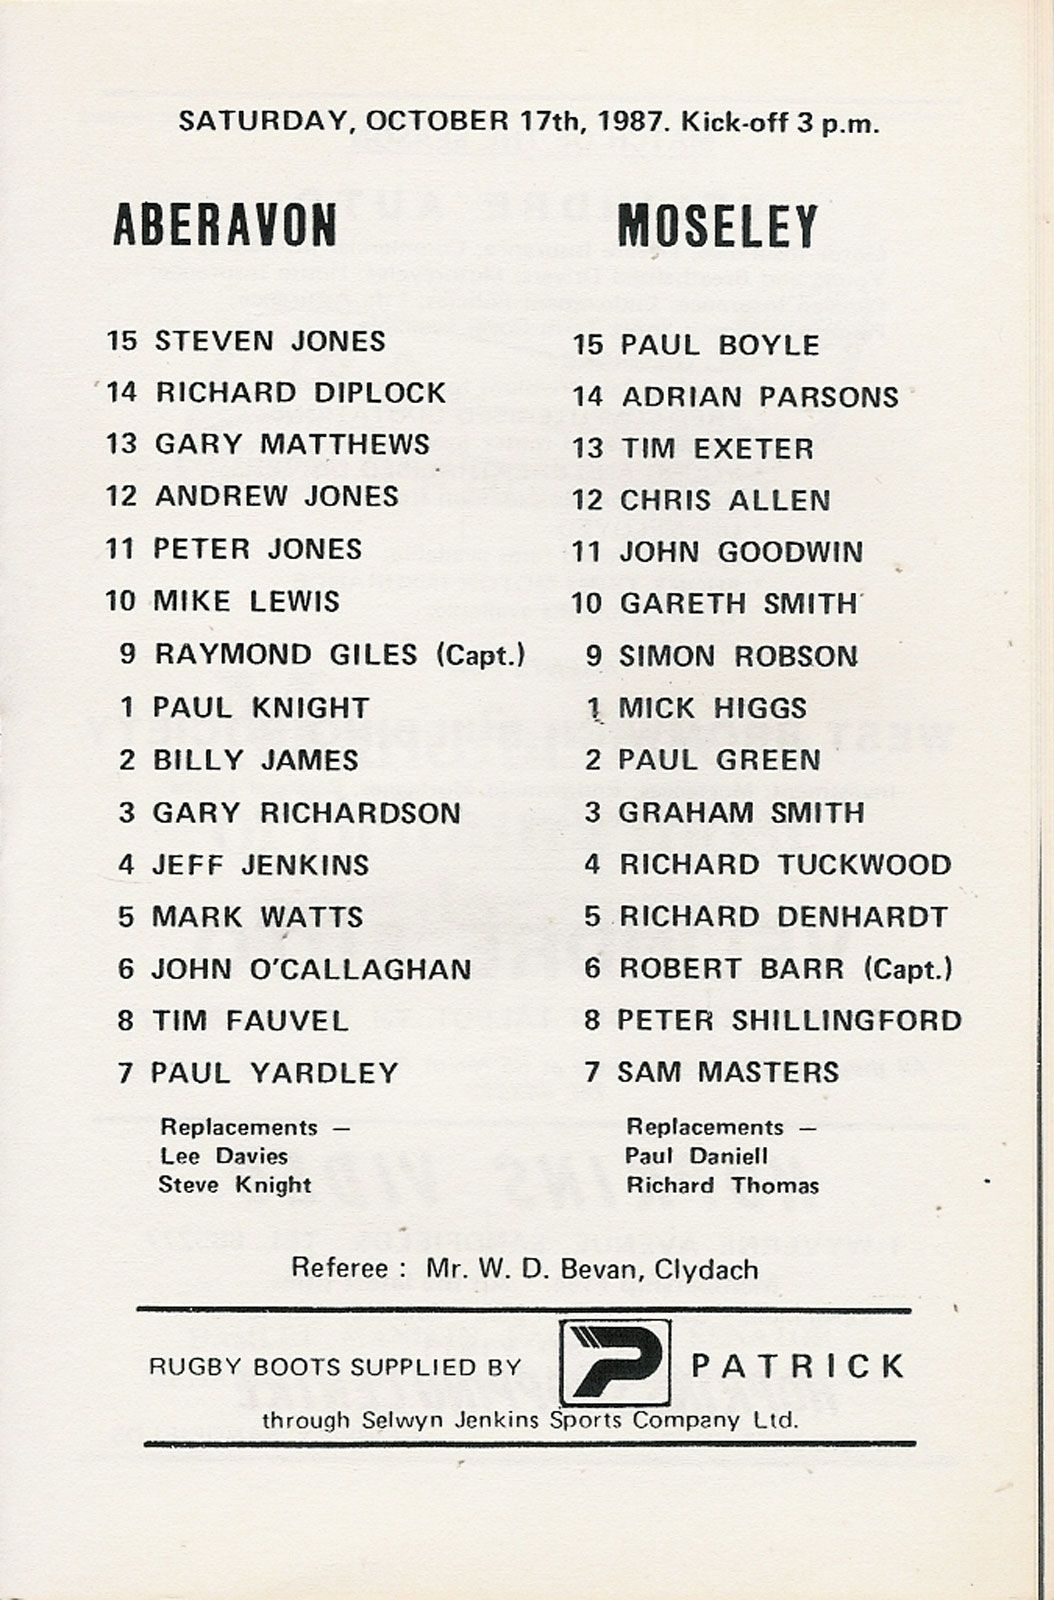 SATURDAY, OCTOBER 17th, 1987. Kick-off 3 p.m.
ABERAVON
15 STEVEN JONES
14 RICHARD DIPLOCK
13 GARY MATTHEWS
12 ANDREW JONES
11 PETER JONES
10 MIKE LEWIS
9 RAYMOND GILES (Capt.)
1 PAUL KNIGHT
2 BILLY JAMES
3 GARY RICHARDSON
4 JEFF JENKINS
5 MARK WATTS
6 JOHN O'CALLAGHAN
8 TIM FAUVEL
7 PAUL YARDLEY
Replacements –
Lee Davies
Steve Knight
MOSELEY
15 PAUL BOYLE
14 ADRIAN PARSONS
13 TIM EXETER
12 CHRIS ALLEN
11 JOHN GOODWIN
10 GARETH SMITH
9 SIMON ROBSON
1 MICK HIGGS
2 PAUL GREEN
3 GRAHAM SMITH
4 RICHARD TUCKWOOD
5 RICHARD DENHARDT
6 ROBERT BARR (Capt.)
8 PETER SHILLINGFORD
7 SAM MASTERS
Replacements –
Paul Daniell
Richard Thomas
Referee : Mr. W. D. Bevan, Clydach
RUGBY BOOTS SUPPLIED BY PATRICK
through Selwyn Jenkins Sports Company Ltd.